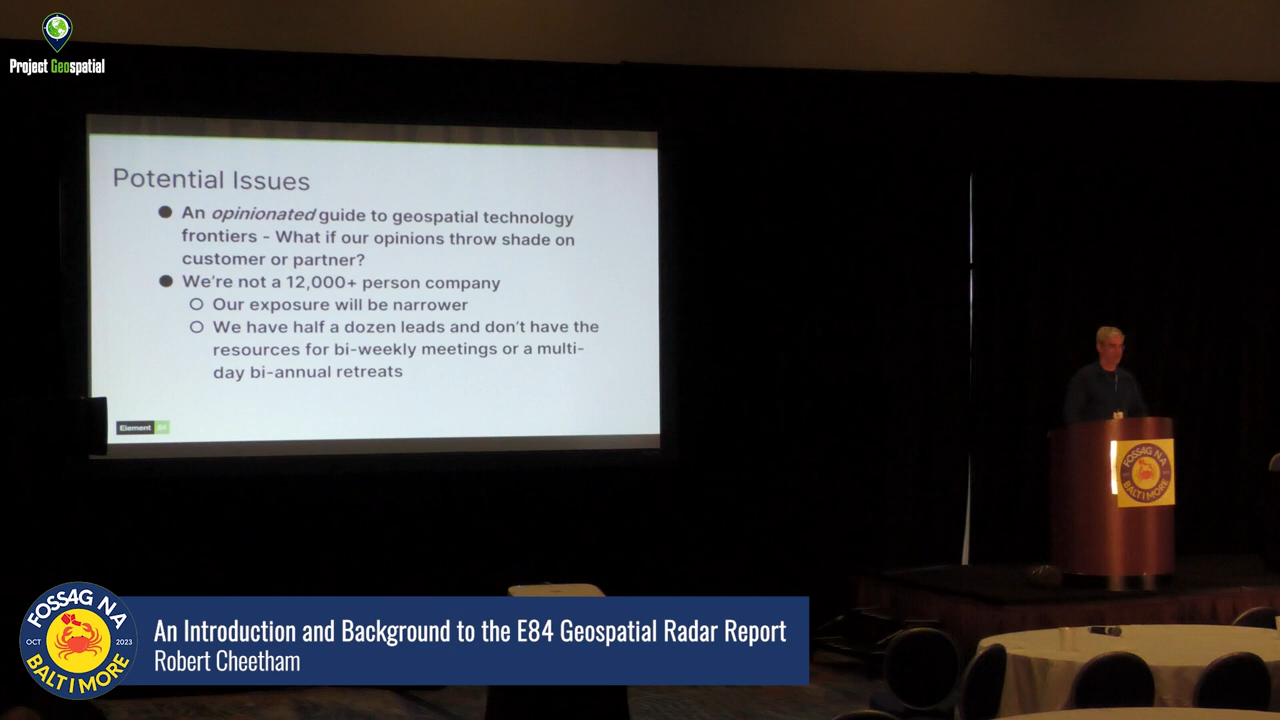 Project Geospatial
Potential Issues
● An opinionated guide to geospatial technology
frontiers - What if our opinions throw shade on
customer or partner?
● We're not a 12,000+ person company
○ Our exposure will be narrower
○ We have half a dozen leads and don't have the
resources for bi-weekly meetings or a multi-
day bi-annual retreats
Element 84
FOSS4G NA
BALTIMORE
FOSS4G NA
OCT 2023
BALTIMORE
An Introduction and Background to the E84 Geospatial Radar Report
Robert Cheetham